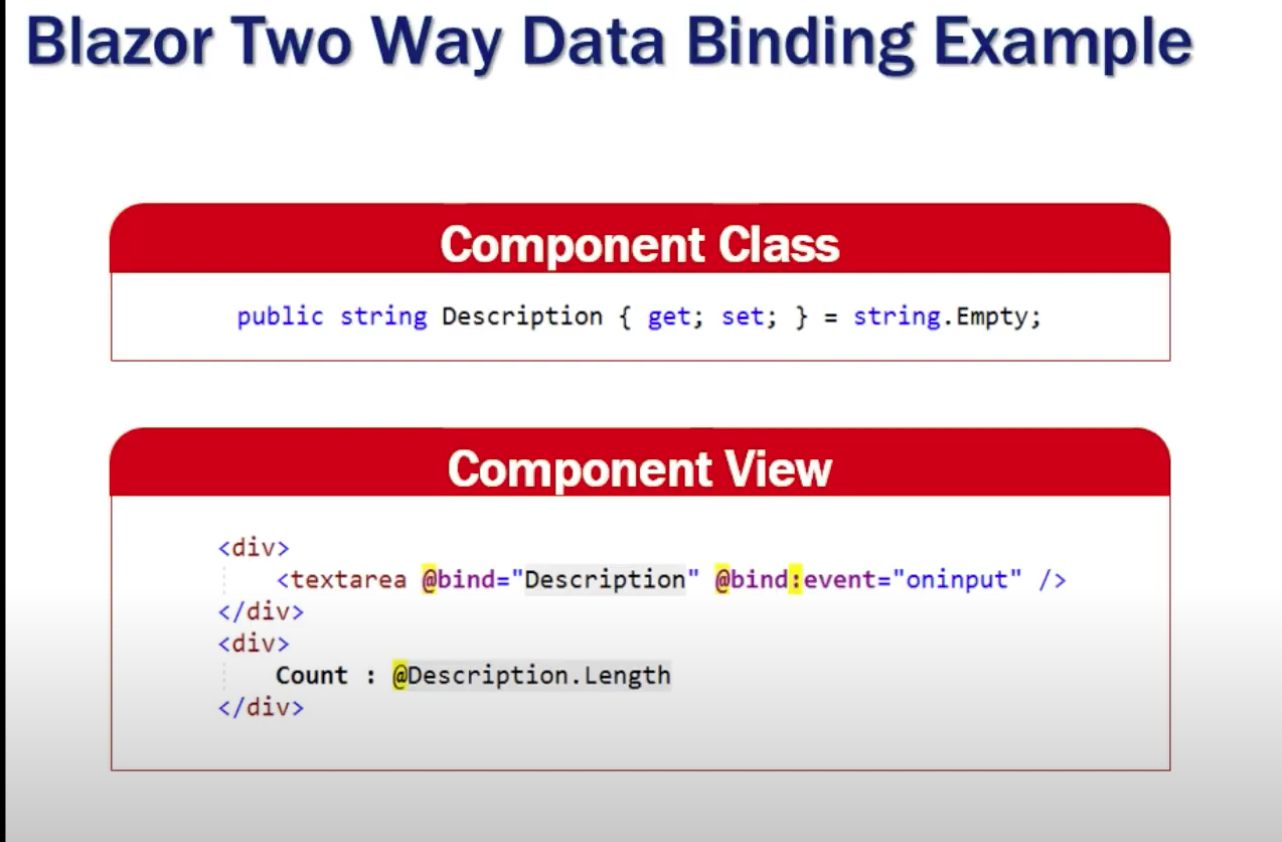 Blazor Two Way Data Binding Example
Component Class
public string Description { get; set; } = string.Empty;
Component View
<div>
<textarea @bind="Description" @bind:event="oninput" />
</div>
<div>
Count : @Description.Length
</div>